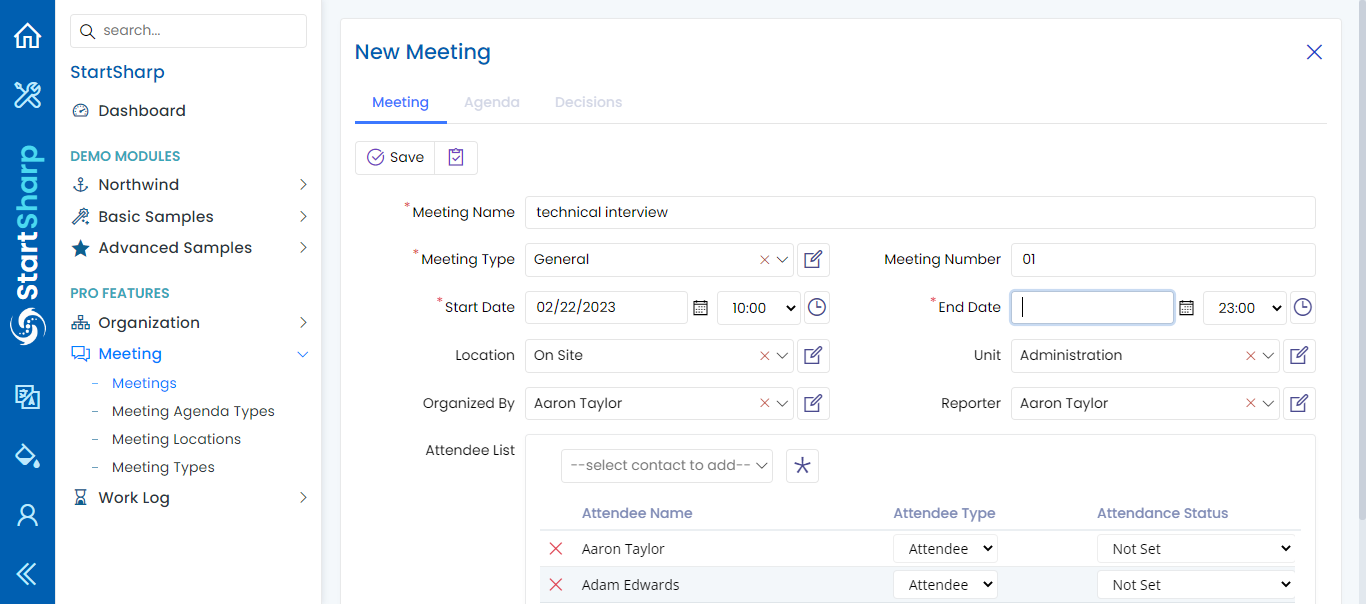 search...
StartSharp
Dashboard
DEMO MODULES
Northwind
Basic Samples
Advanced Samples
PRO FEATURES
Organization
Meeting
Meetings
Meeting Agenda Types
Meeting Locations
Meeting Types
Work Log
StartSharp
New Meeting
Meeting Agenda Decisions
Save
*Meeting Name technical interview
*Meeting Type General Meeting Number 01
*Start Date 02/22/2023 10:00 *End Date 23:00
Location On Site Unit Administration
Organized By Aaron Taylor Reporter Aaron Taylor
Attendee List
--select contact to add--
Attendee Name Attendee Type Attendance Status
Aaron Taylor Attendee Not Set
Adam Edwards Attendee Not Set